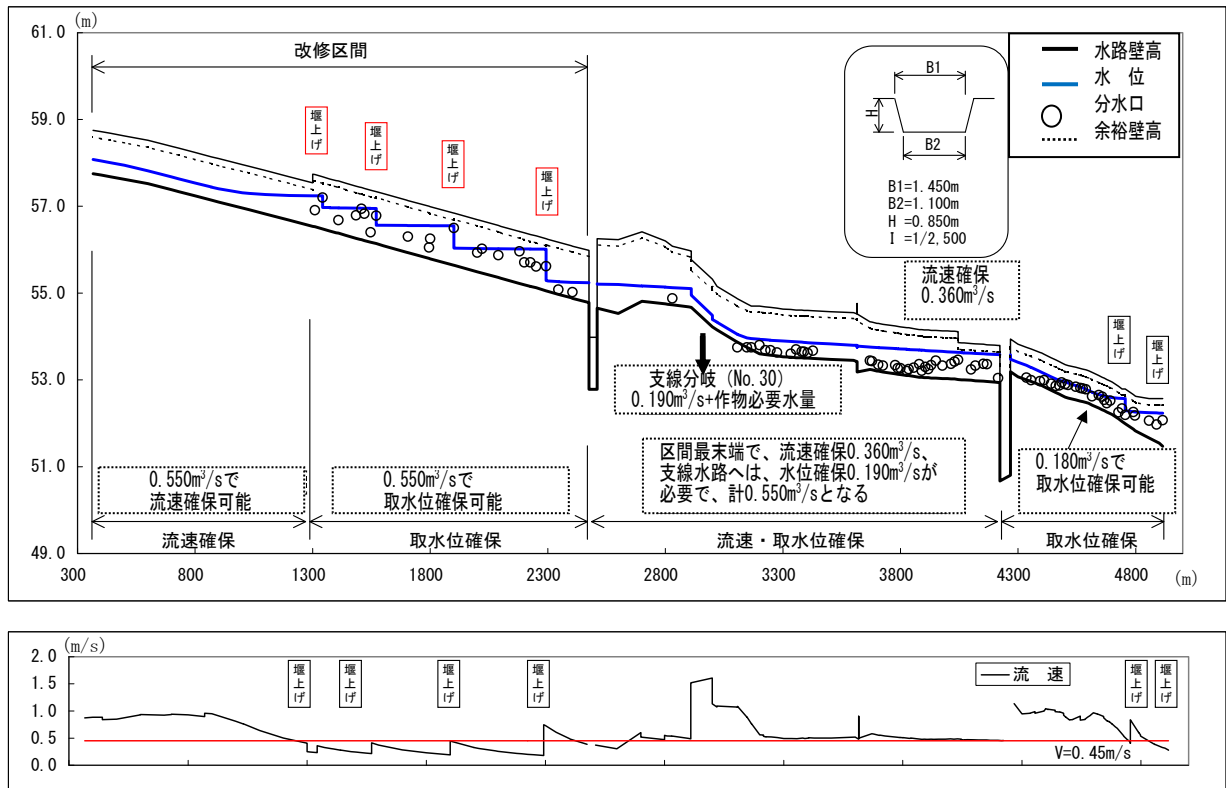 (m)
61.0
59.0
57.0
55.0
53.0
51.0
49.0
改修区間
堰上げ
堰上げ
堰上げ
堰上げ
B1
H
B2
B1=1.450m
B2=1.100m
H =0.850m
I =1/2,500
水路壁高
水　位
分水口
余裕壁高
流速確保
0.360m³/s
堰上げ
堰上げ
支線分岐（No.30）
0.190m³/s+作物必要水量
区間最末端で、流速確保0.360m³/s、
支線水路へは、水位確保0.190m³/sが
必要で、計0.550m³/sとなる
0.550m³/sで
流速確保可能
0.550m³/sで
取水位確保可能
0.180m³/sで
取水位確保可能
流速確保
取水位確保
流速・取水位確保
取水位確保
300 800 1300 1800 2300 2800 3300 3800 4300 4800 (m)
(m/s)
2.0
1.5
1.0
0.5
0.0
堰上げ
堰上げ
堰上げ
堰上げ
流　速
堰上げ
堰上げ
V=0.45m/s